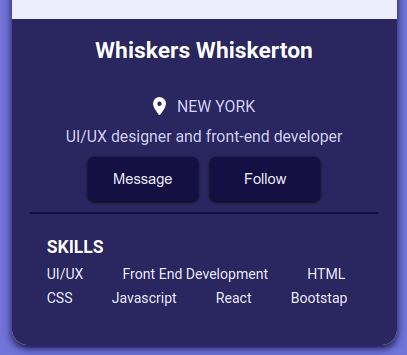 Whiskers Whiskerton
NEW YORK
UI/UX designer and front-end developer
Message Follow
SKILLS
UI/UX Front End Development HTML
CSS Javascript React Bootstap